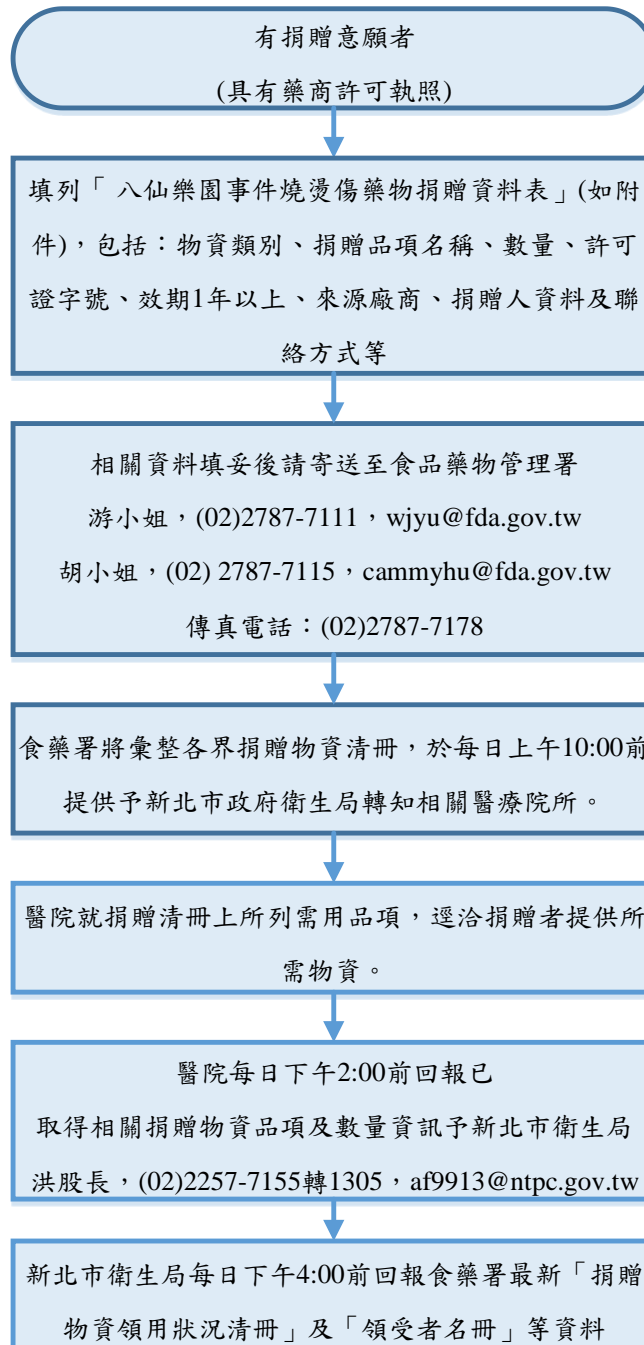 有捐贈意願者
(具有藥商許可執照)
填列「 八仙樂園事件燒燙傷藥物捐贈資料表」(如附
件)，包括：物資類別、捐贈品項名稱、數量、許可
證字號、效期1年以上、來源廠商、捐贈人資料及聯
絡方式等
相關資料填妥後請寄送至食品藥物管理署
游小姐，(02)2787-7111，wjyu@fda.gov.tw
胡小姐，(02) 2787-7115，cammyhu@fda.gov.tw
傳真電話：(02)2787-7178
食藥署將彙整各界捐贈物資清冊，於每日上午10:00前
提供予新北市政府衛生局轉知相關醫療院所。
醫院就捐贈清冊上所列需用品項，逕洽捐贈者提供所
需物資。
醫院每日下午2:00前回報已
取得相關捐贈物資品項及數量資訊予新北市衛生局
洪股長，(02)2257-7155轉1305，af9913@ntpc.gov.tw
新北市衛生局每日下午4:00前回報食藥署最新「捐贈
物資領用狀況清冊」及「領受者名冊」等資料